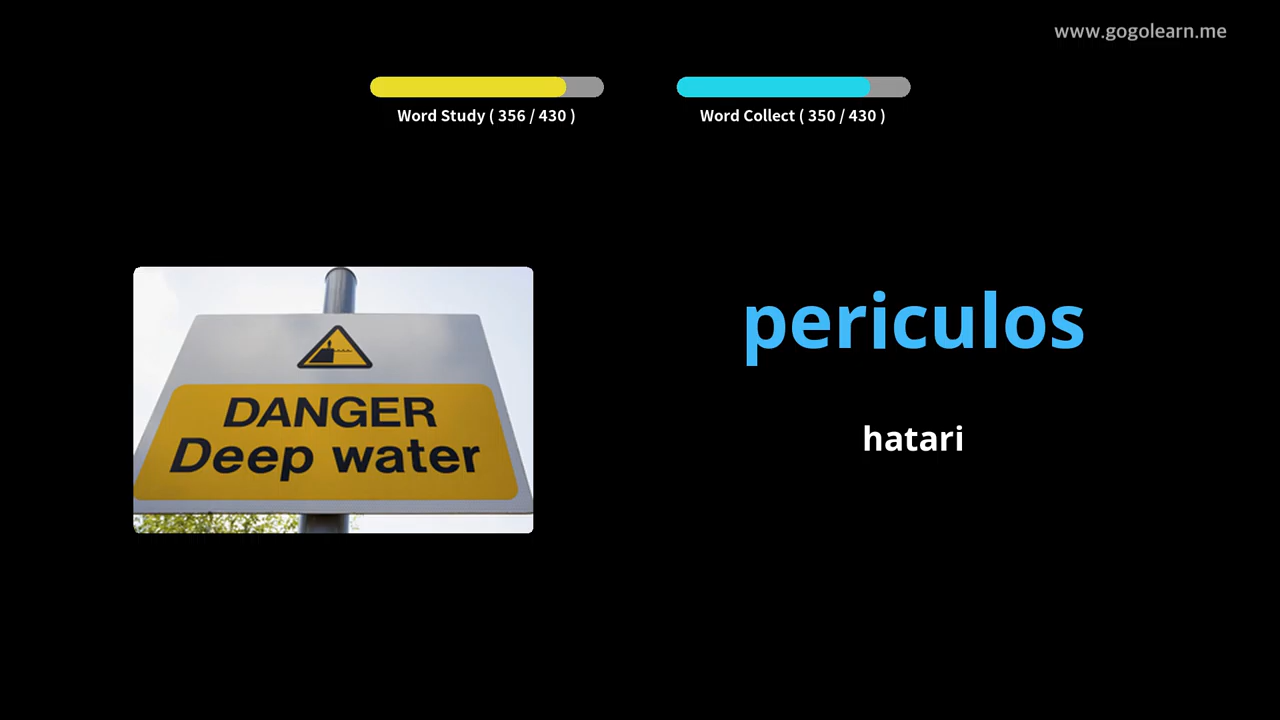 www.gogolearn.me
Word Study ( 356 / 430 )
Word Collect ( 350 / 430 )
DANGER
Deep water
periculos
hatari